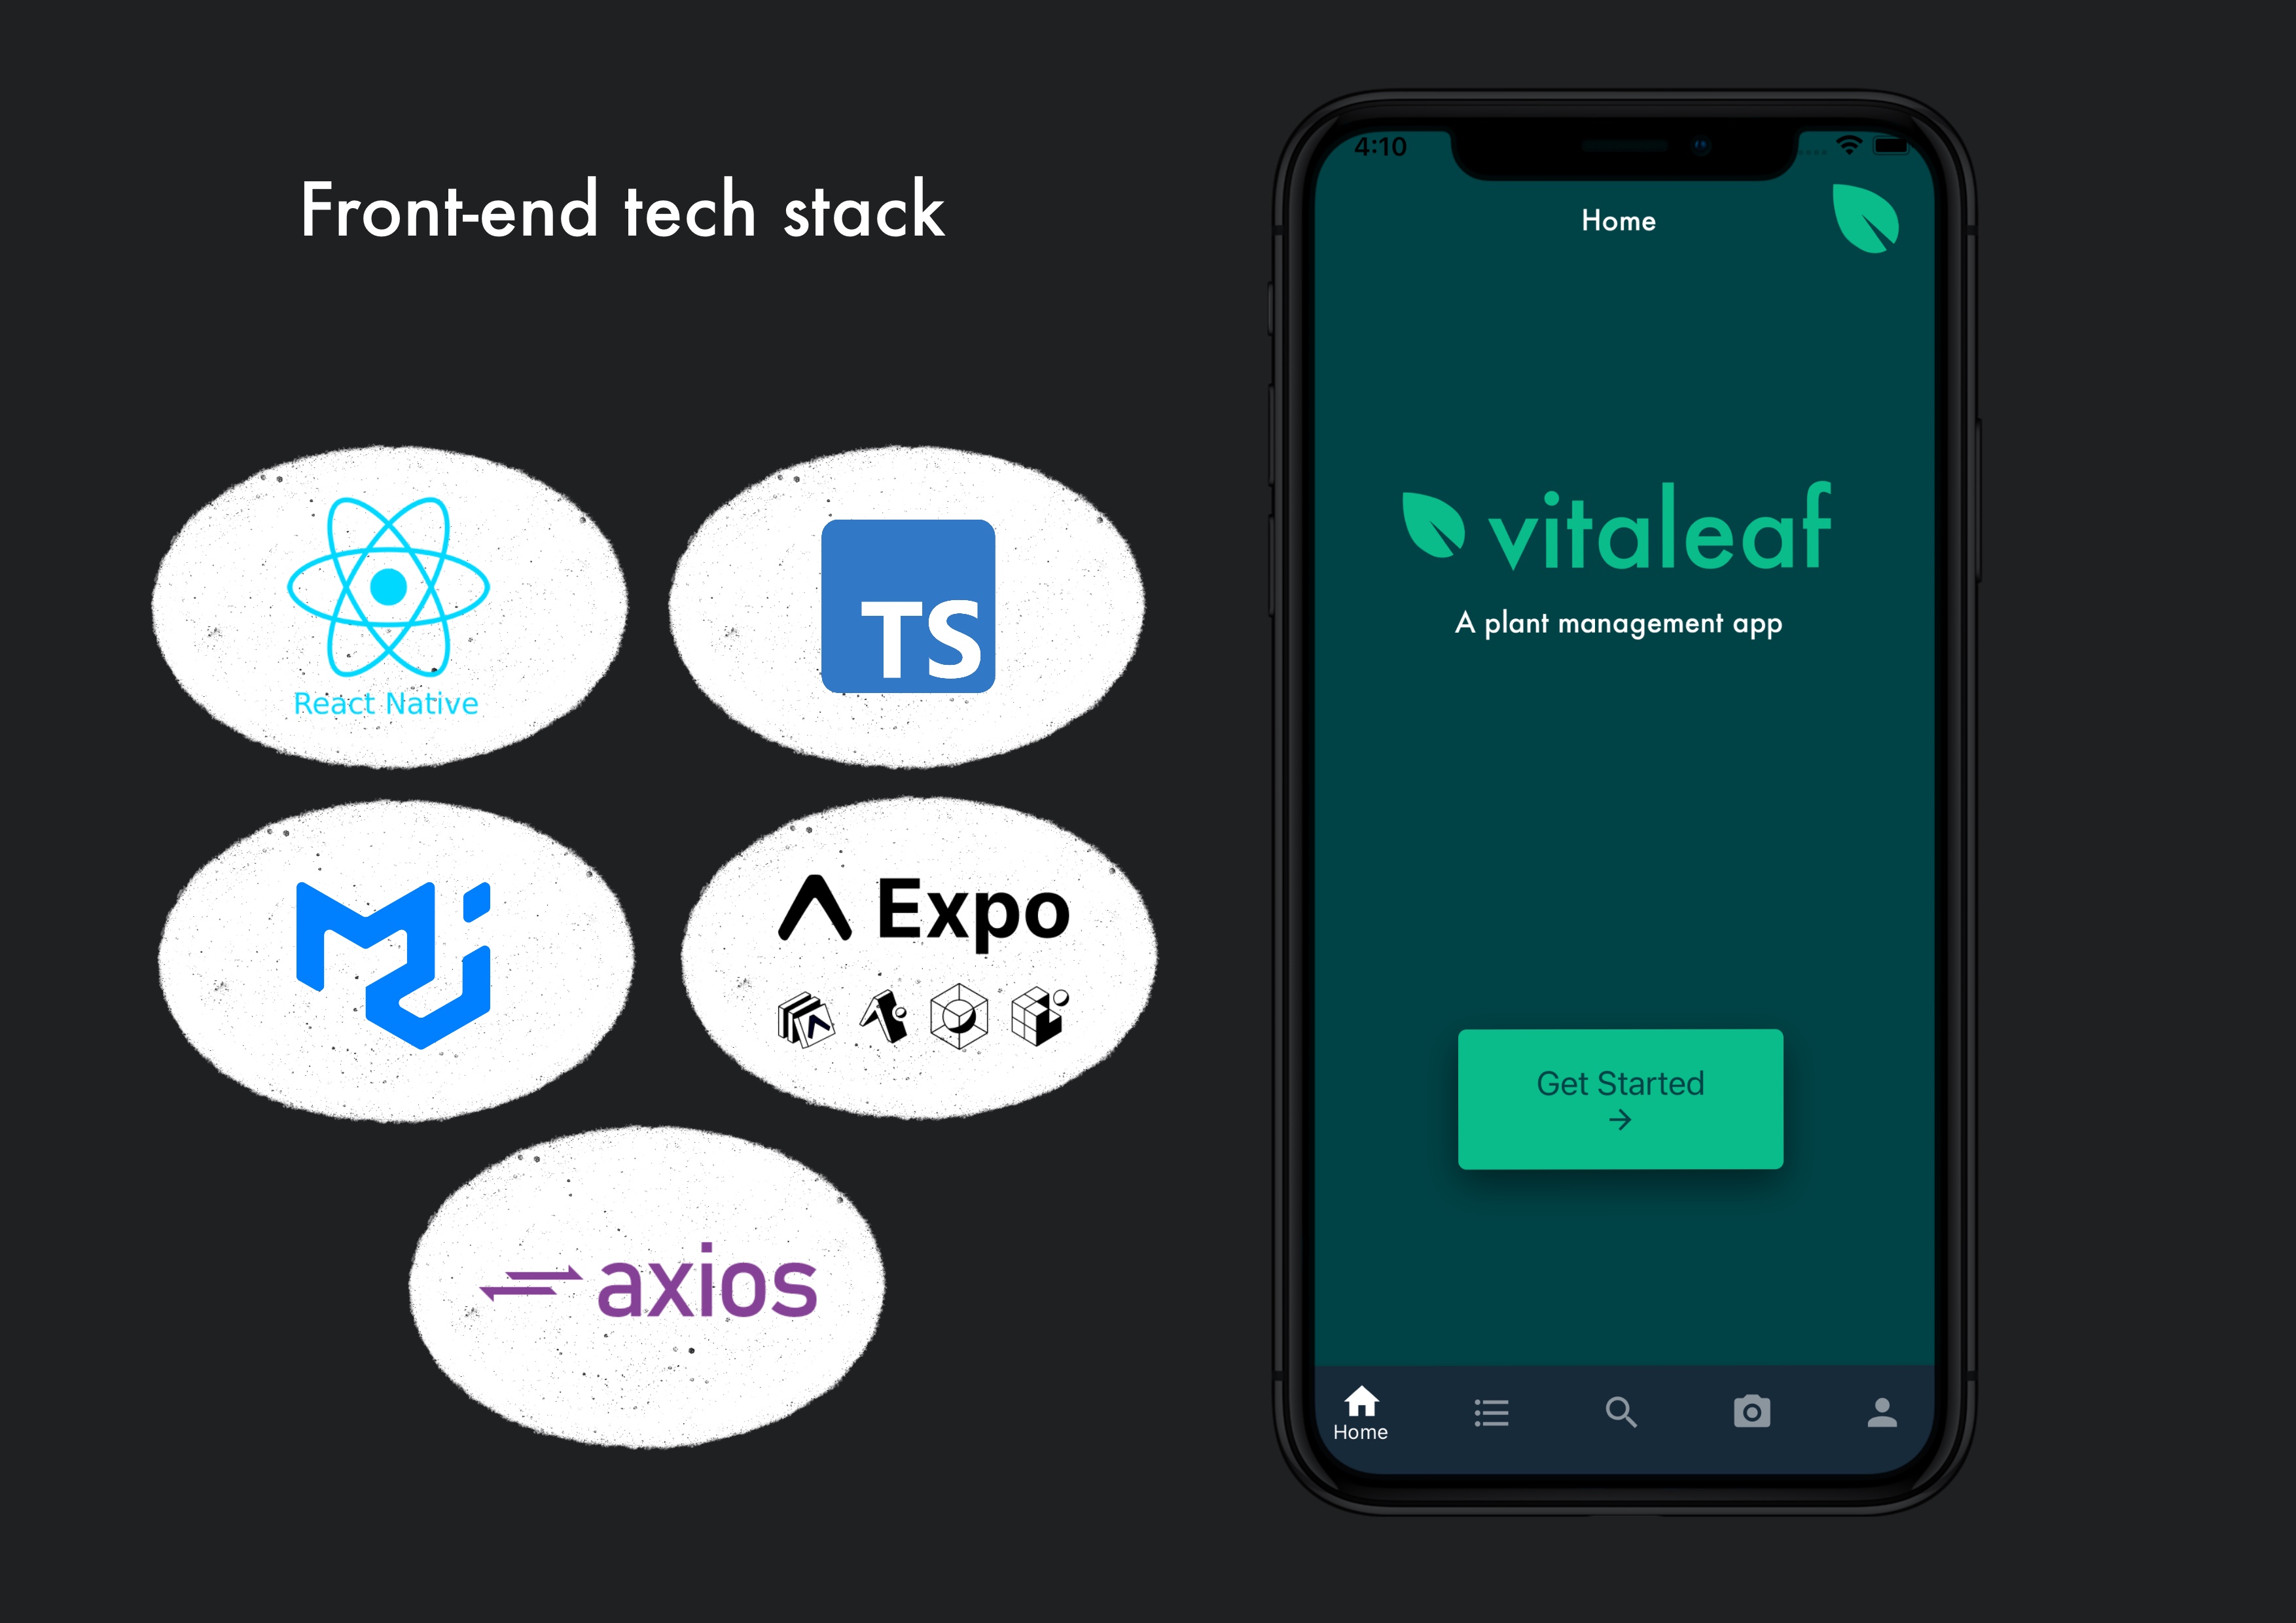 Front-end tech stack
React Native
TS
MUi
Expo
axios
4:10
Home
vitaleaf
A plant management app
Get Started
→
Home